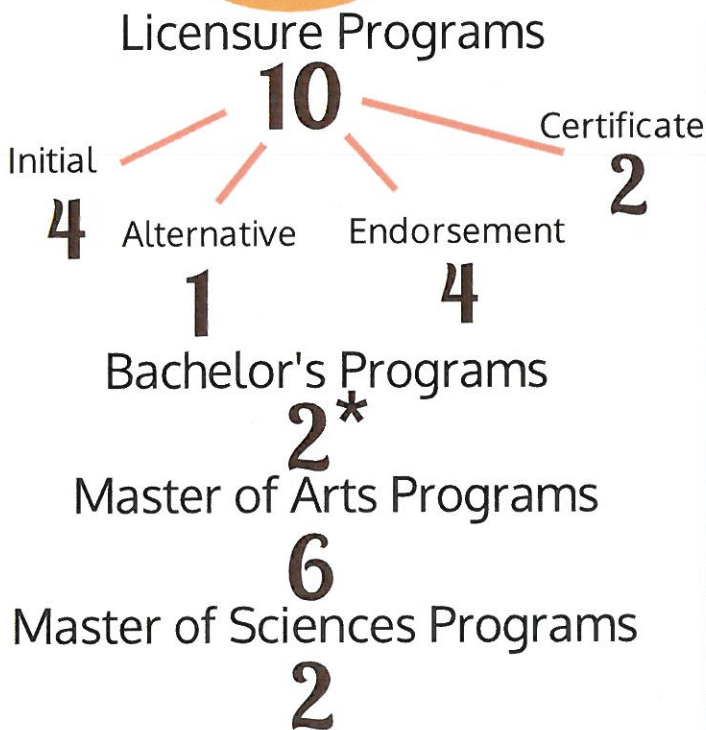 Licensure Programs
10
Certificate
2
Initial
4
Alternative
1
Endorsement
4
Bachelor's Programs
2*
Master of Arts Programs
6
Master of Sciences Programs
2